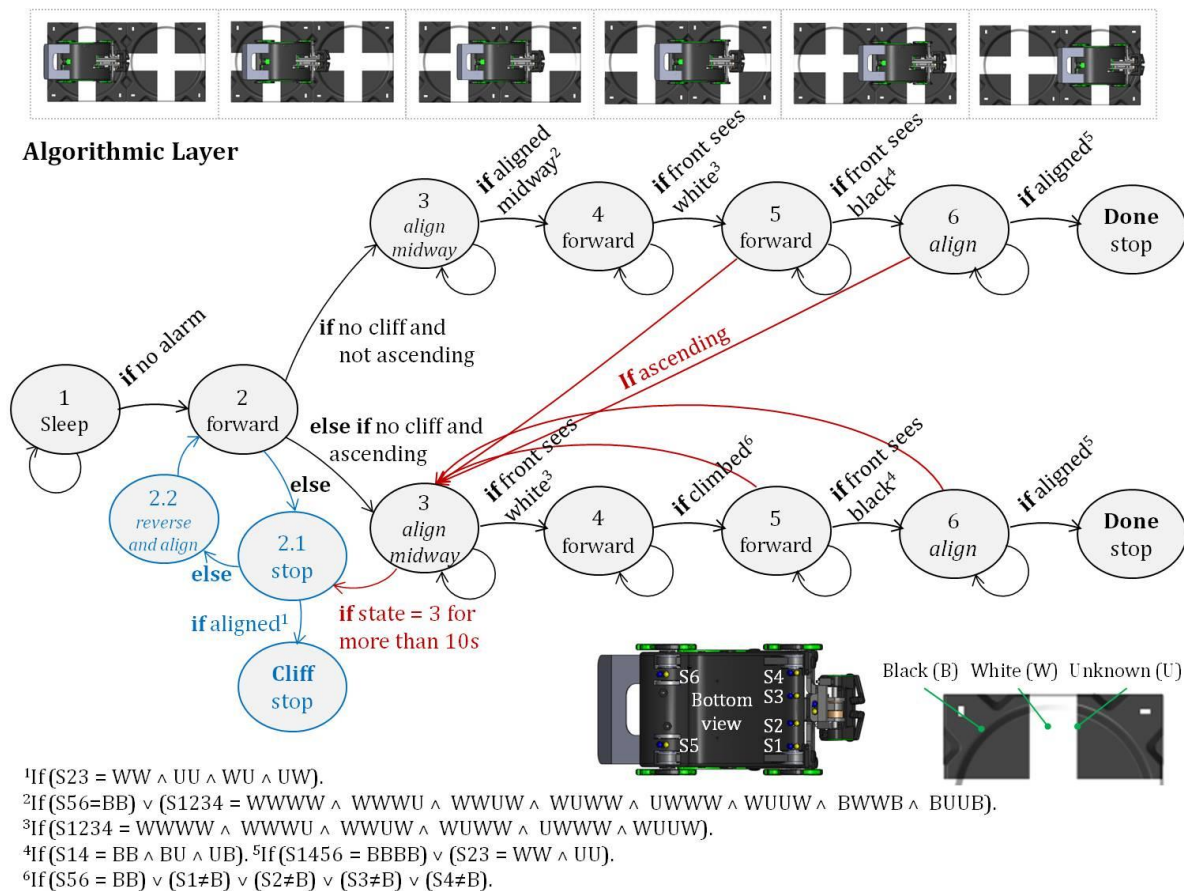 Algorithmic Layer
if aligned
midway²
if front sees
white³
if front sees
black⁴
if aligned⁵
3
align
midway
4
forward
5
forward
6
align
Done
stop
if no cliff and
not ascending
If ascending
if no alarm
1
Sleep
2
forward
else if no cliff and
ascending
else
2.2
reverse
and align
2.1
stop
else
if aligned¹
Cliff
stop
if state = 3 for
more than 10s
if front sees
white³
if climbed⁶
if front sees
black⁴
if aligned⁵
3
align
midway
4
forward
5
forward
6
align
Done
stop
S6
S4
S3
Bottom
view
S2
S5
S1
Black (B) White (W) Unknown (U)
¹If (S23 = WW ∧ UU ∧ WU ∧ UW).
²If (S56=BB) ∨ (S1234 = WWWW ∧ WWWU ∧ WWUW ∧ WUWW ∧ UWWW ∧ WUUW ∧ BWWB ∧ BUUB).
³If (S1234 = WWWW ∧ WWWU ∧ WWUW ∧ WUWW ∧ UWWW ∧ WUUW).
⁴If (S14 = BB ∧ BU ∧ UB). ⁵If (S1456 = BBBB) ∨ (S23 = WW ∧ UU).
⁶If (S56 = BB) ∨ (S1≠B) ∨ (S2≠B) ∨ (S3≠B) ∨ (S4≠B).